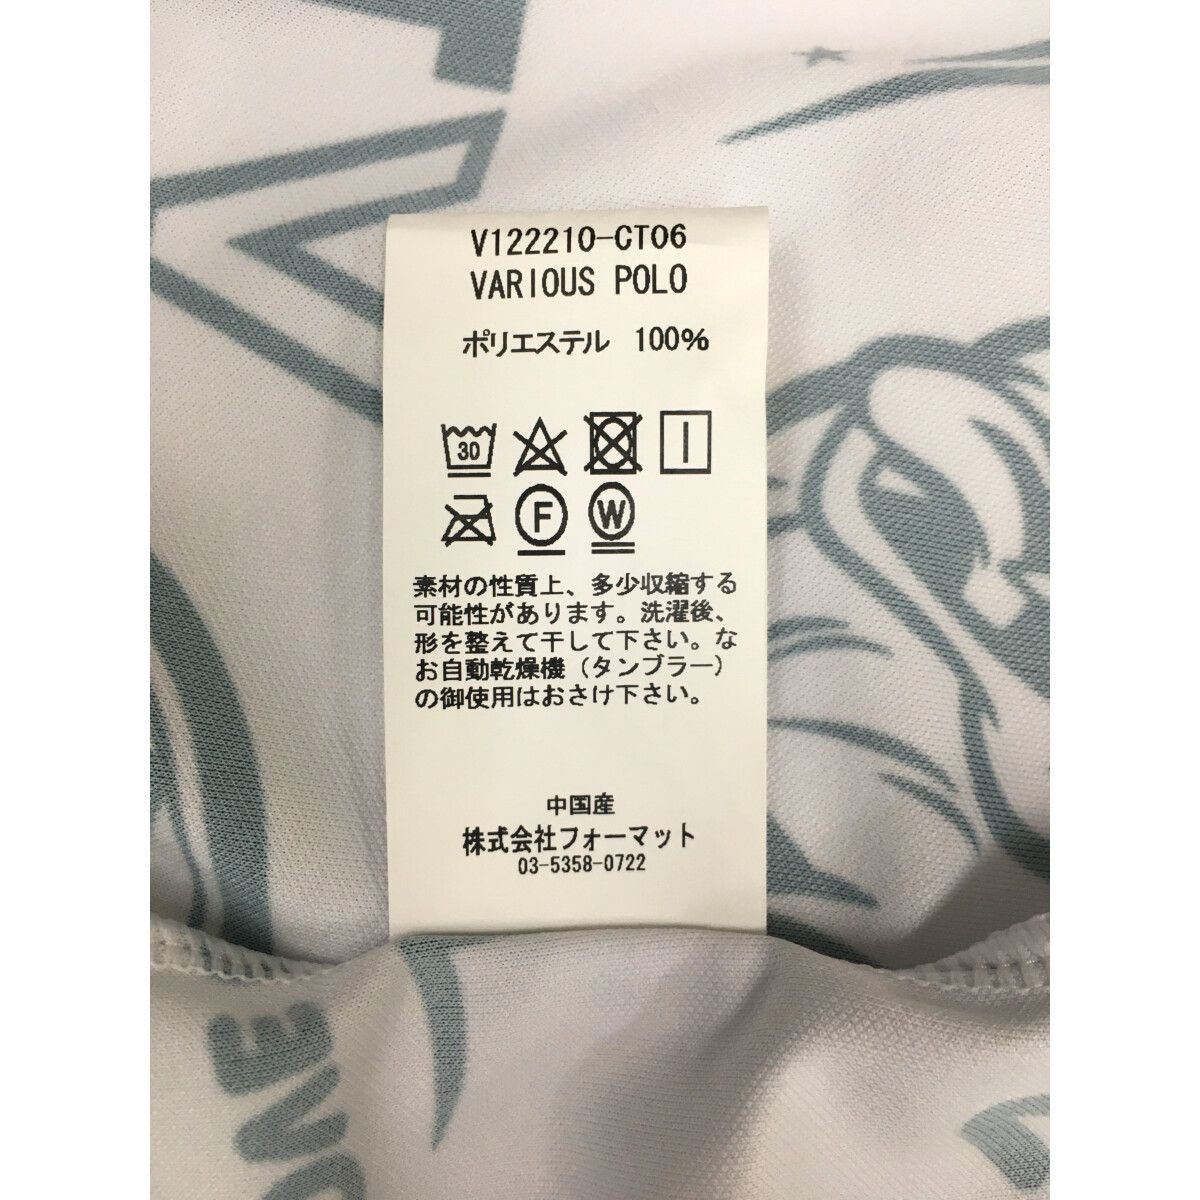 V122210-CT06
VARIOUS POLO
ポリエステル 100%
30
F
W
素材の性質上、多少収縮する
可能性があります。洗濯後、
形を整えて干して下さい。な
お自動乾燥機（タンブラー）
の御使用はおさけ下さい。
中国産
株式会社フォーマット
03-5358-0722